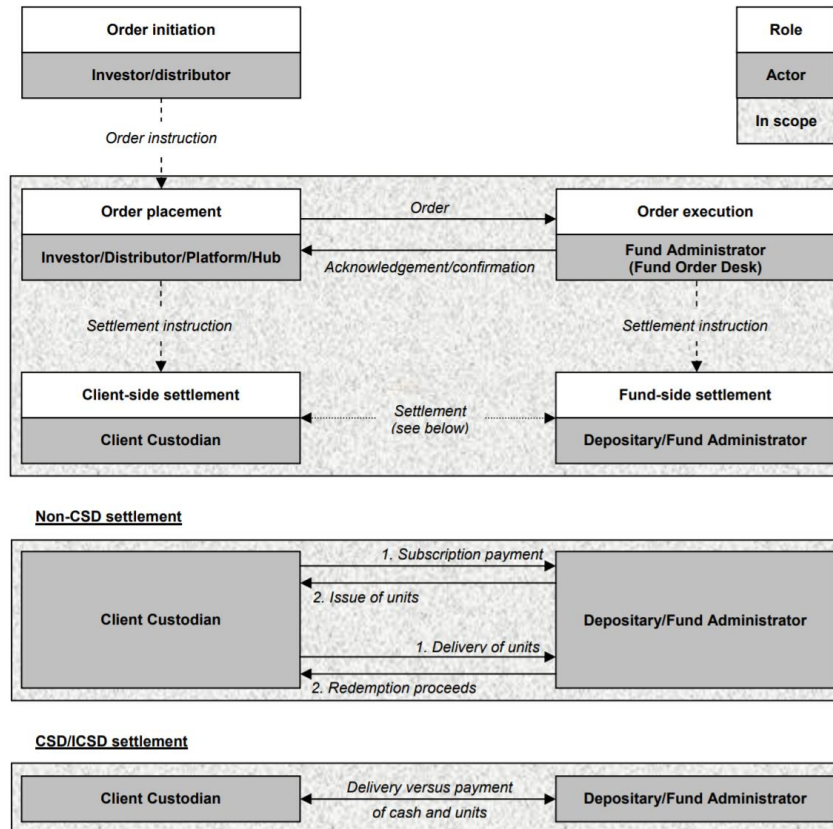 Order initiation
Investor/distributor
Role
Actor
In scope
Order instruction
Order placement
Investor/Distributor/Platform/Hub
Order
Acknowledgement/confirmation
Order execution
Fund Administrator
(Fund Order Desk)
Settlement instruction
Settlement instruction
Client-side settlement
Client Custodian
Settlement
(see below)
Fund-side settlement
Depositary/Fund Administrator
Non-CSD settlement
Client Custodian
1. Subscription payment
2. Issue of units
1. Delivery of units
2. Redemption proceeds
Depositary/Fund Administrator
CSD/ICSD settlement
Client Custodian
Delivery versus payment
of cash and units
Depositary/Fund Administrator